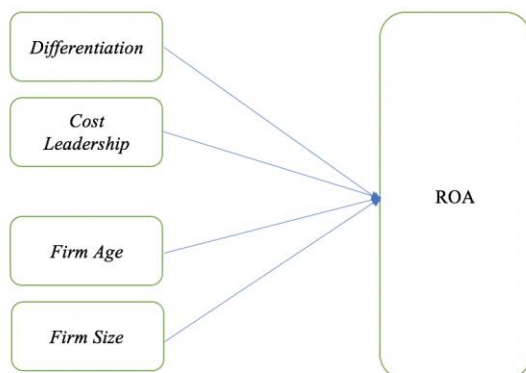 Differentiation
Cost
Leadership
ROA
Firm Age
Firm Size